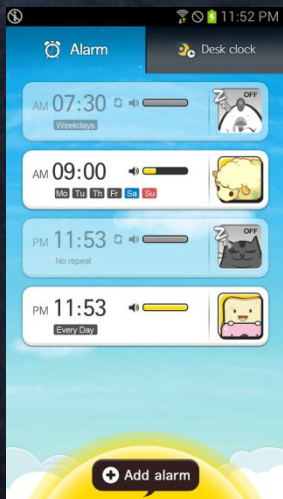 11:52 PM
Alarm
Desk clock
AM 07:30
OFF
Weekdays
AM 09:00
Mo Tu Th Fr Sa Su
PM 11:53
OFF
No repeat
PM 11:53
Every Day
Add alarm